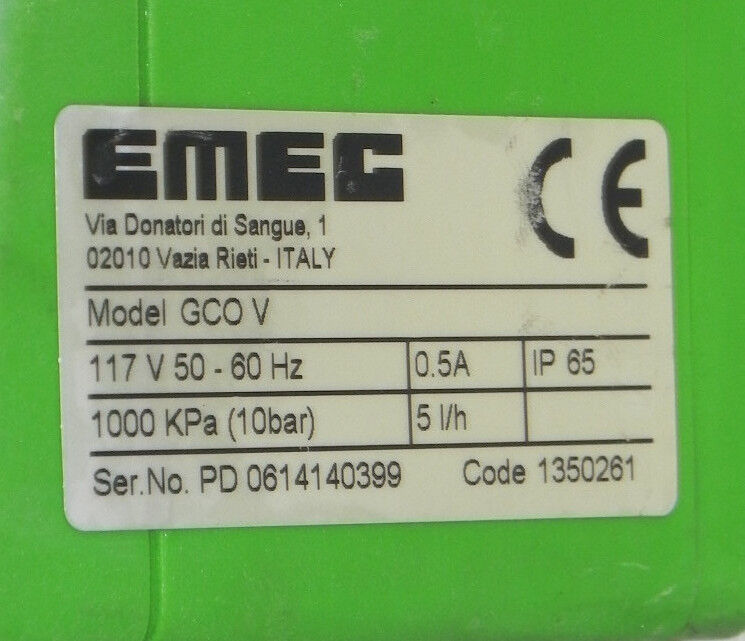 EMEC
CE
Via Donatori di Sangue, 1
02010 Vazia Rieti - ITALY
Model GCO V
117 V 50 - 60 Hz 0.5A IP 65
1000 KPa (10bar) 5 l/h
Ser.No. PD 0614140399 Code 1350261